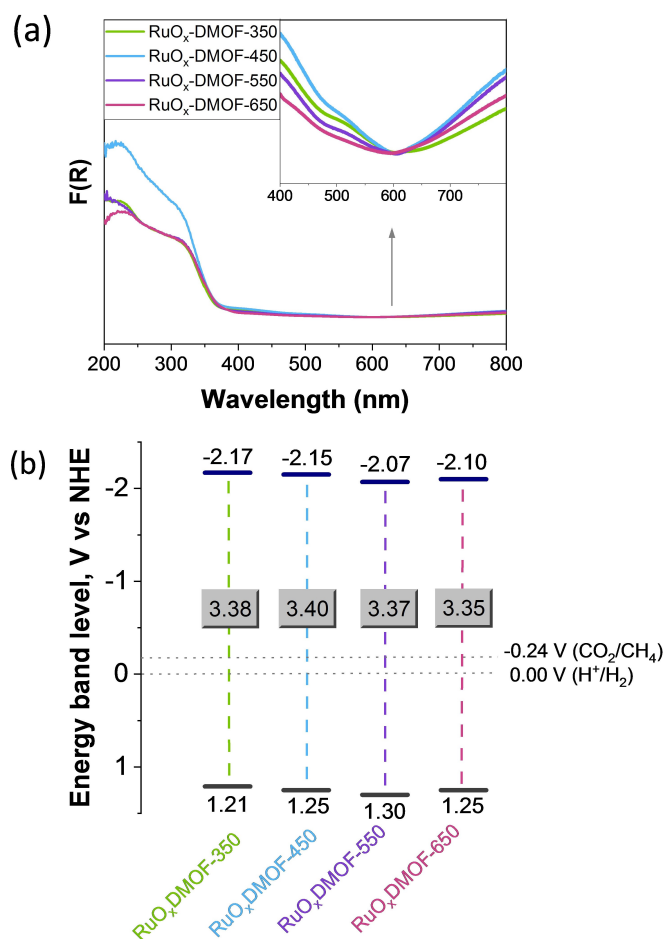 (a)
RuOₓ-DMOF-350
RuOₓ-DMOF-450
RuOₓ-DMOF-550
RuOₓ-DMOF-650
400 500 600 700
F(R)
200 300 400 500 600 700 800
Wavelength (nm)
(b)
Energy band level, V vs NHE
-2
-1
0
1
-2.17 -2.15 -2.07 -2.10
3.38 3.40 3.37 3.35
-0.24 V (CO₂/CH₄)
0.00 V (H⁺/H₂)
1.21 1.25 1.30 1.25
RuOₓDMOF-350
RuOₓDMOF-450
RuOₓDMOF-550
RuOₓDMOF-650